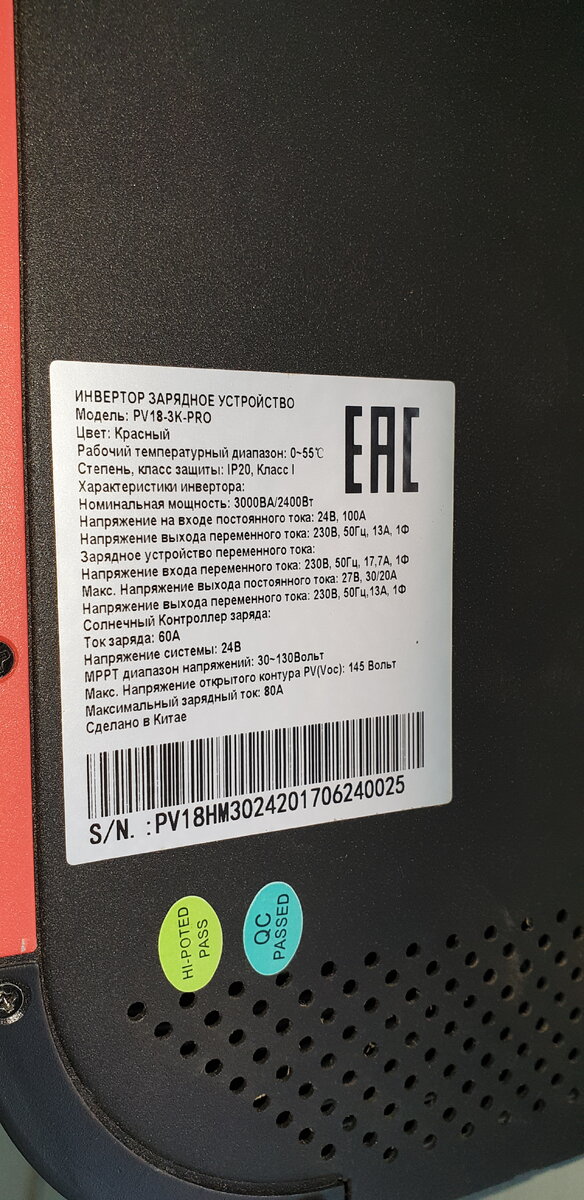 ИНВЕРТОР ЗАРЯДНОЕ УСТРОЙСТВО
Модель: PV18-3K-PRO
Цвет: Красный
Рабочий температурный диапазон: 0~55℃
Степень, класс защиты: IP20, Класс I
Характеристики инвертора:
Номинальная мощность: 3000ВА/2400Вт
Напряжение на входе постоянного тока: 24В, 100А
Напряжение выхода переменного тока: 230В, 50Гц, 13А, 1Ф
Зарядное устройство переменного тока:
Напряжение входа переменного тока: 230В, 50Гц, 17,7А, 1Ф
Макс. Напряжение выхода постоянного тока: 27В, 30/20А
Напряжение выхода переменного тока: 230В, 50Гц,13А, 1Ф
Солнечный Контроллер заряда:
Ток заряда: 60А
Напряжение системы: 24В
МРРТ диапазон напряжений: 30~130Вольт
Макс. Напряжение открытого контура PV(Voc): 145 Вольт
Максимальный зарядный ток: 80А
Сделано в Китае
EAC
S/N. :PV18HM3024201706240025
HI-POTED
PASS
QC
PASSED